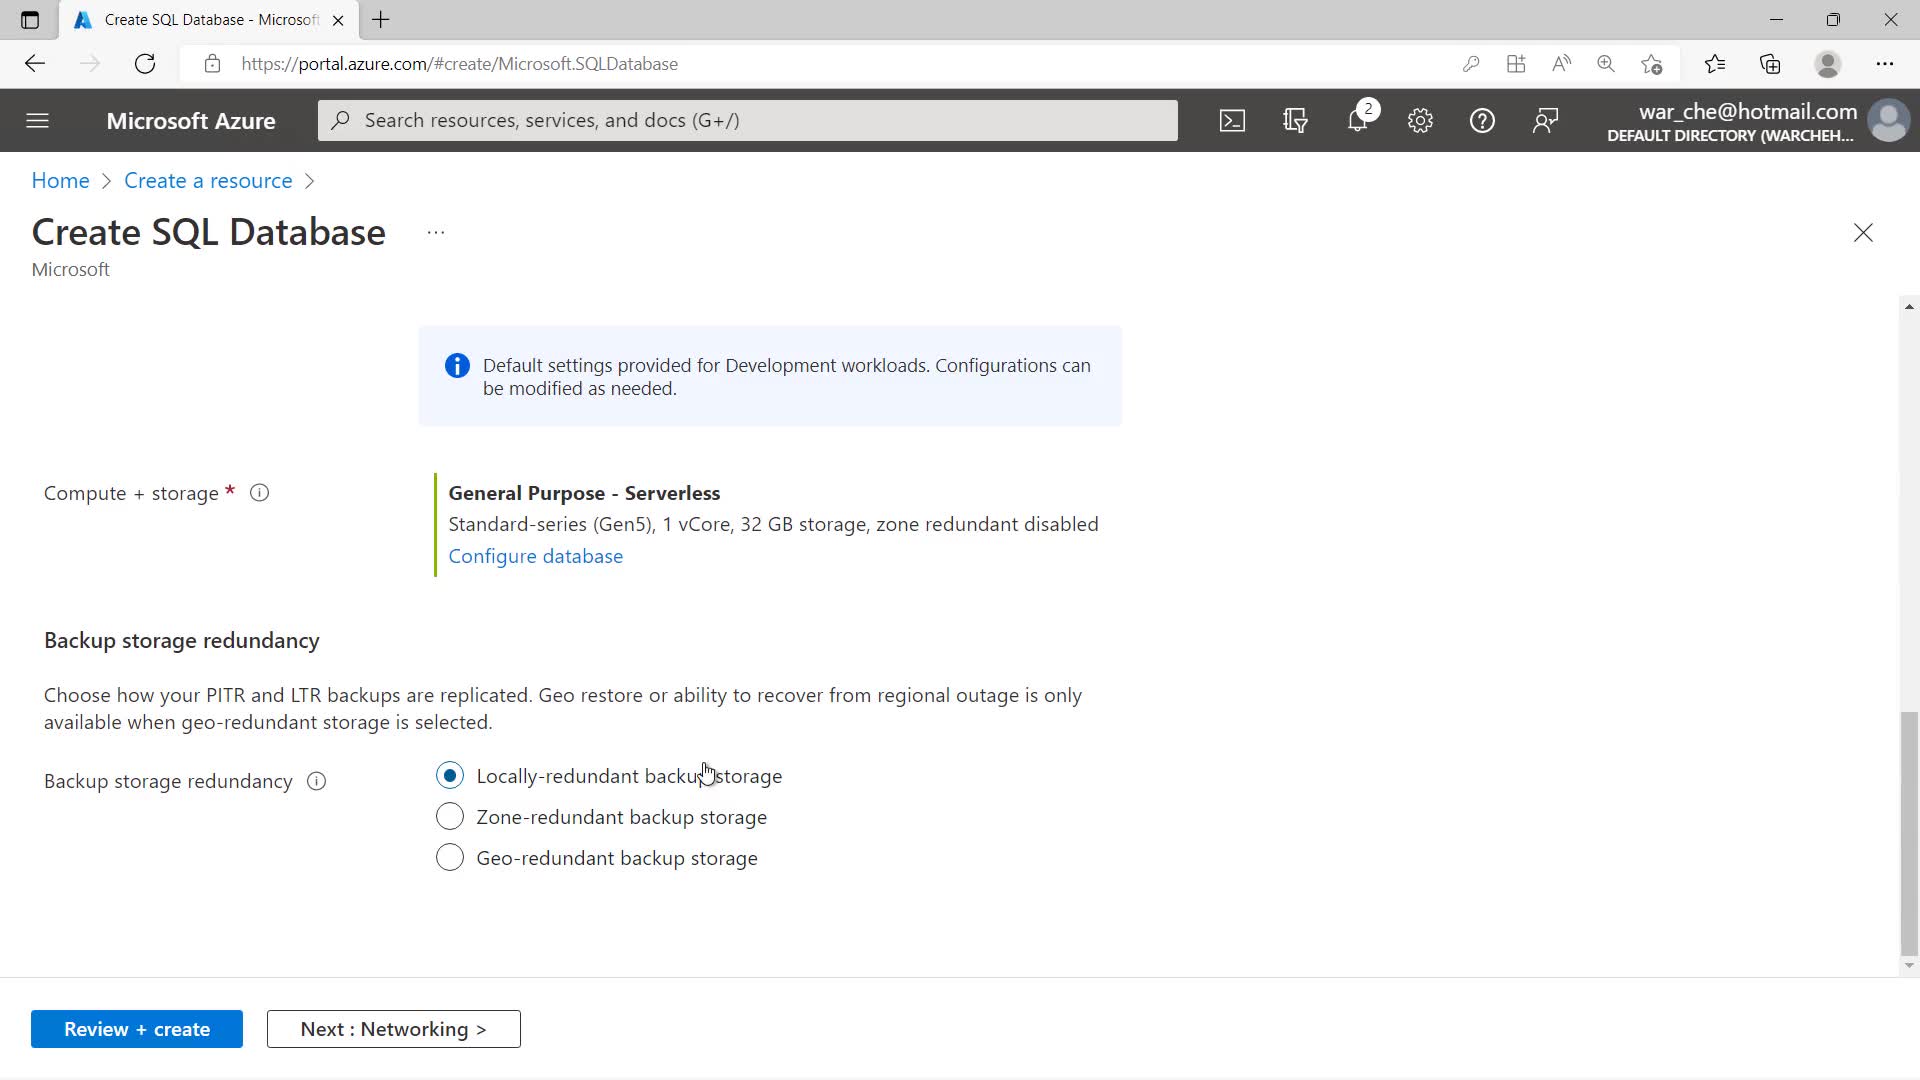 Create SQL Database - Microsoft
https://portal.azure.com/#create/Microsoft.SQLDatabase
Microsoft Azure
Search resources, services, and docs (G+/)
2
war_che@hotmail.com
DEFAULT DIRECTORY (WARCHEH...
Home > Create a resource >
Create SQL Database ...
Microsoft
Default settings provided for Development workloads. Configurations can
be modified as needed.
Compute + storage *
General Purpose - Serverless
Standard-series (Gen5), 1 vCore, 32 GB storage, zone redundant disabled
Configure database
Backup storage redundancy
Choose how your PITR and LTR backups are replicated. Geo restore or ability to recover from regional outage is only
available when geo-redundant storage is selected.
Backup storage redundancy
Locally-redundant backup storage
Zone-redundant backup storage
Geo-redundant backup storage
Review + create
Next : Networking >